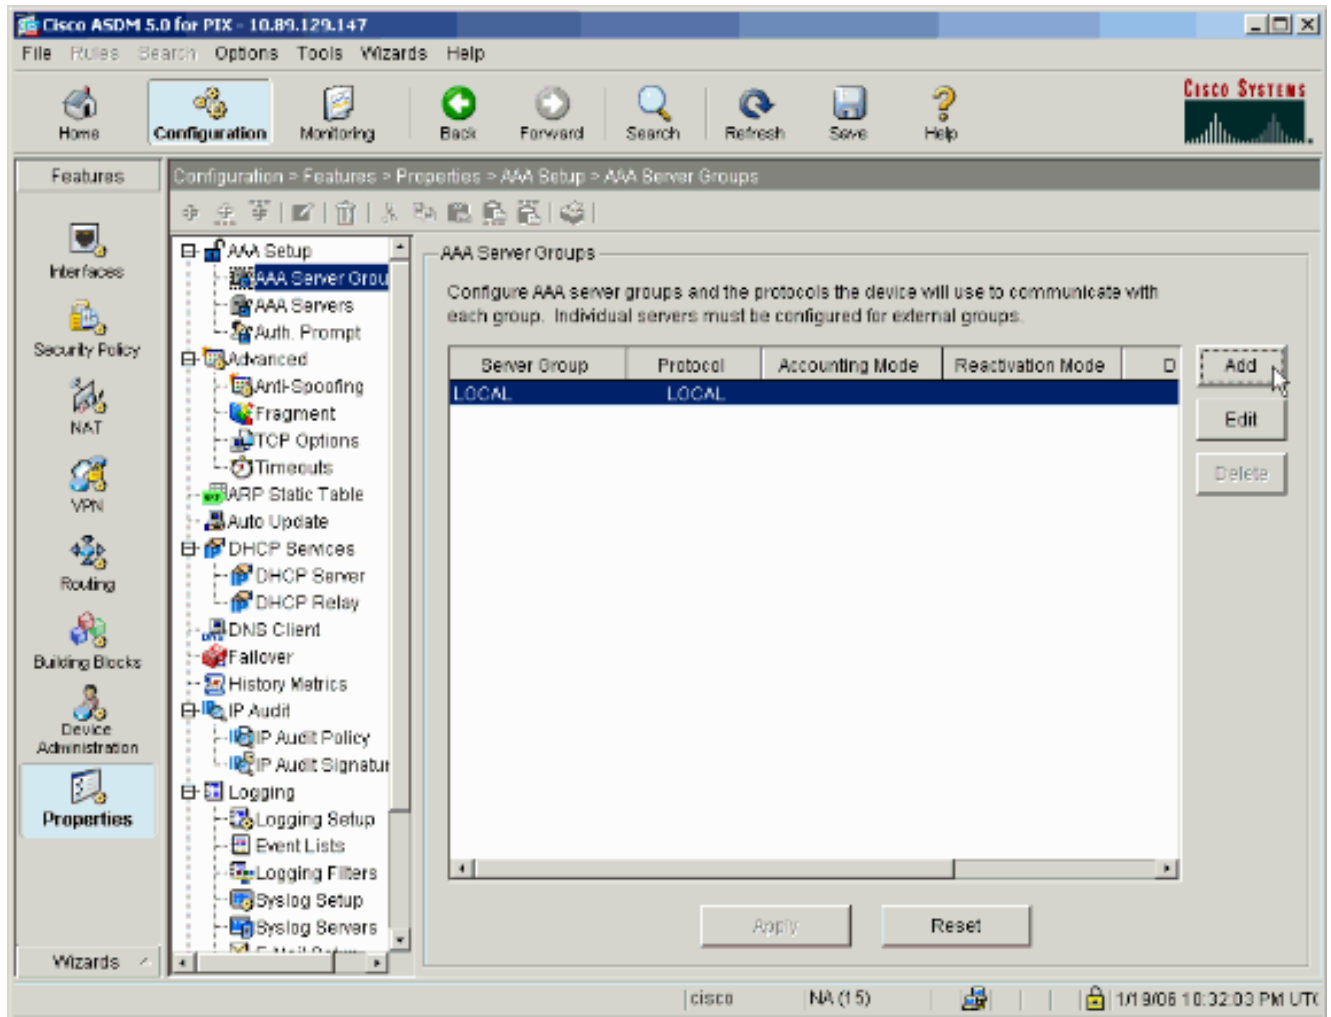 Cisco ASDM 5.0 for PIX - 10.89.129.147
File Rules Search Options Tools Wizards Help
Home Configuration Monitoring Back Forward Search Refresh Save Help
CISCO SYSTEMS
Features
Configuration > Features > Properties > AAA Setup > AAA Server Groups
Interfaces
Security Policy
NAT
VPN
Routing
Building Blocks
Device
Administration
Properties
Wizards
AAA Setup
AAA Server Grou
AAA Servers
Auth. Prompt
Advanced
Anti-Spoofing
Fragment
TCP Options
Timeouts
ARP Static Table
Auto Update
DHCP Services
DHCP Server
DHCP Relay
DNS Client
Failover
History Metrics
IP Audit
IP Audit Policy
IP Audit Signatur
Logging
Logging Setup
Event Lists
Logging Filters
Syslog Setup
Syslog Servers
AAA Server Groups
Configure AAA server groups and the protocols the device will use to communicate with
each group. Individual servers must be configured for external groups.
Server Group Protocol Accounting Mode Reactivation Mode D
LOCAL LOCAL
Add
Edit
Delete
Apply Reset
cisco NA (15) 1/19/06 10:32:03 PM UTC